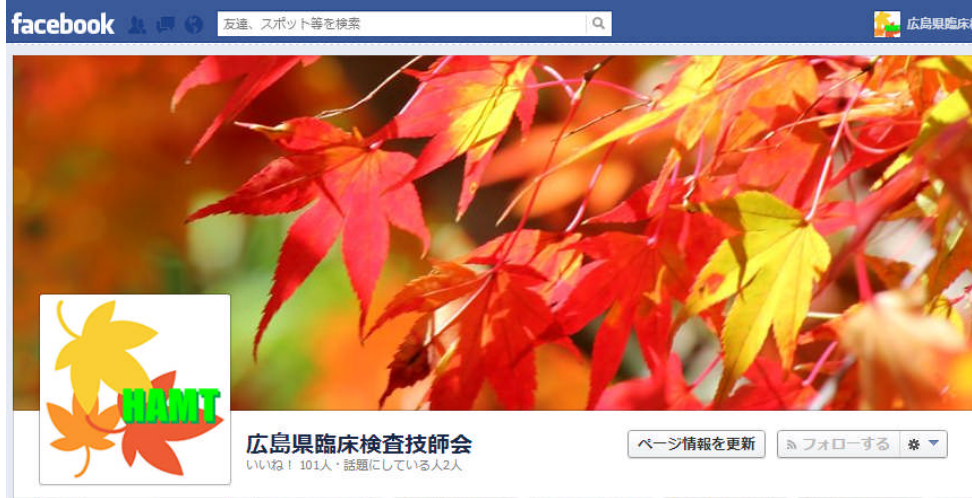 facebook
友達、スポット等を検索
広島県臨床検
HAMT
広島県臨床検査技師会
いいね! 101人・話題にしている人2人
ページ情報を更新
フォローする